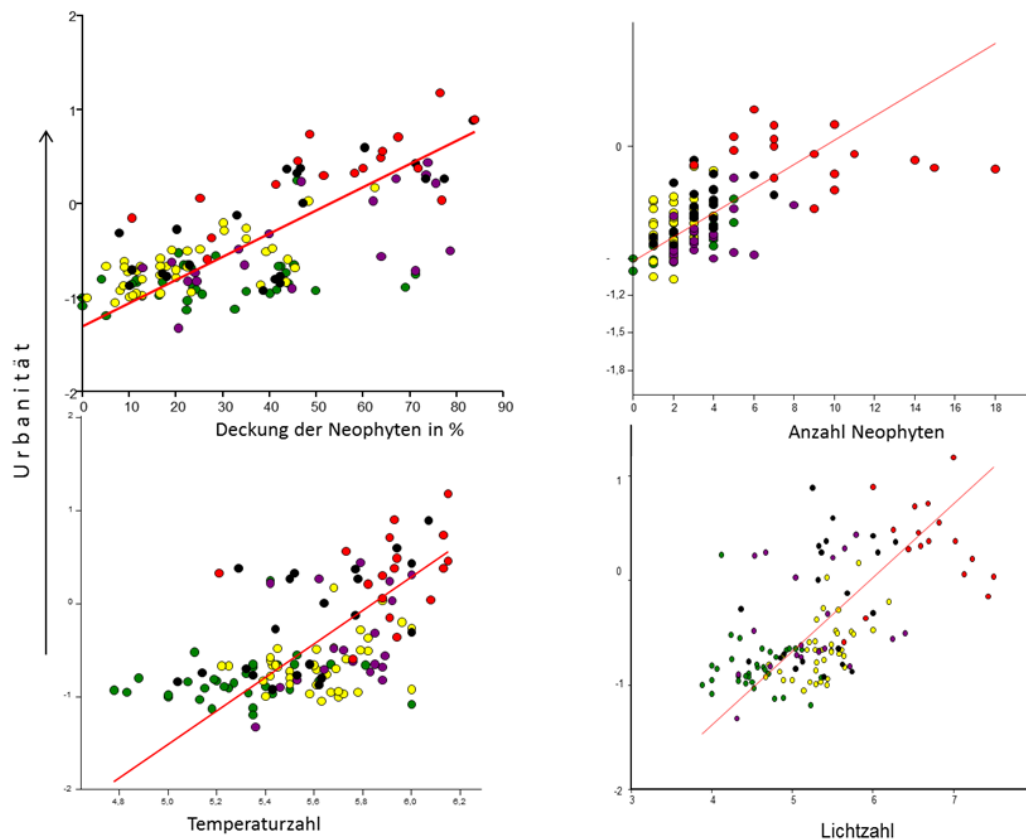 2
1
0
-1
-2
0 10 20 30 40 50 60 70 80 90
Deckung der Neophyten in %
0
-
-1,2
-1,5
-1,8
0 2 4 6 8 10 12 14 16 18
Anzahl Neophyten
Urbanität
2
1
0
-1
-2
4,8 5,0 5,2 5,4 5,6 5,8 6,0 6,2
Temperaturzahl
1
0
-1
-2
3 4 5 6 7
Lichtzahl